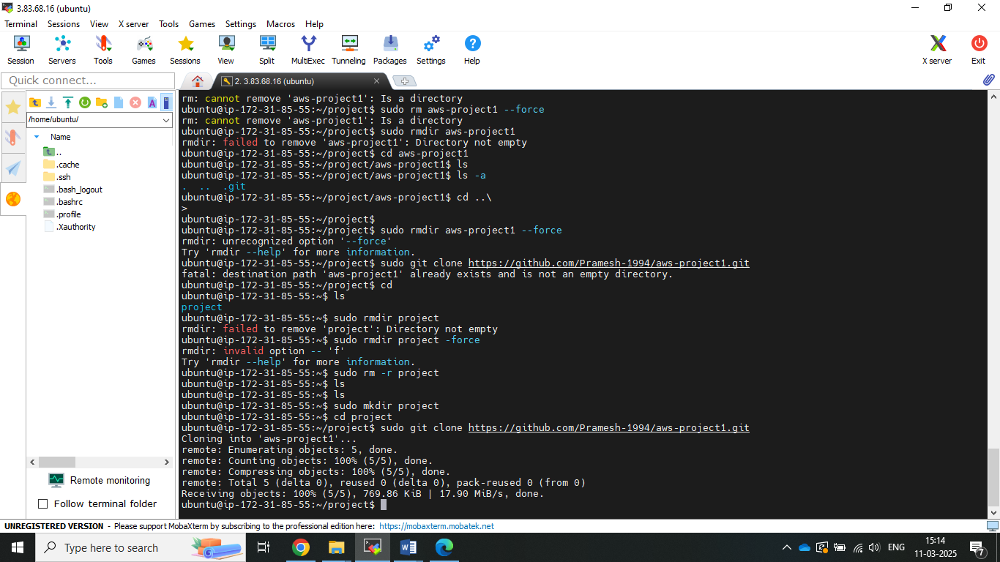 3.83.68.16 (ubuntu)
Terminal Sessions View X server Tools Games Settings Macros Help
Session Servers Tools Games Sessions View Split MultiExec Tunneling Packages Settings Help X server Exit
Quick connect...
2. 3.83.68.16 (ubuntu)
/home/ubuntu/
Name
..
.cache
.ssh
.bash_logout
.bashrc
.profile
.Xauthority
Remote monitoring
Follow terminal folder
rm: cannot remove 'aws-project1': Is a directory
ubuntu@ip-172-31-85-55:~/project$ sudo rm aws-project1 --force
rm: cannot remove 'aws-project1': Is a directory
ubuntu@ip-172-31-85-55:~/project$ sudo rmdir aws-project1
rmdir: failed to remove 'aws-project1': Directory not empty
ubuntu@ip-172-31-85-55:~/project$ cd aws-project1
ubuntu@ip-172-31-85-55:~/project/aws-project1$ ls
ubuntu@ip-172-31-85-55:~/project/aws-project1$ ls -a
.  ..  .git
ubuntu@ip-172-31-85-55:~/project/aws-project1$ cd ..\
>
ubuntu@ip-172-31-85-55:~/project$
ubuntu@ip-172-31-85-55:~/project$ sudo rmdir aws-project1 --force
rmdir: unrecognized option '--force'
Try 'rmdir --help' for more information.
ubuntu@ip-172-31-85-55:~/project$ sudo git clone https://github.com/Pramesh-1994/aws-project1.git
fatal: destination path 'aws-project1' already exists and is not an empty directory.
ubuntu@ip-172-31-85-55:~/project$ cd
ubuntu@ip-172-31-85-55:~$ ls
project
ubuntu@ip-172-31-85-55:~$ sudo rmdir project
rmdir: failed to remove 'project': Directory not empty
ubuntu@ip-172-31-85-55:~$ sudo rmdir project -force
rmdir: invalid option -- 'f'
Try 'rmdir --help' for more information.
ubuntu@ip-172-31-85-55:~$ sudo rm -r project
ubuntu@ip-172-31-85-55:~$ ls
ubuntu@ip-172-31-85-55:~$ ls
ubuntu@ip-172-31-85-55:~$ sudo mkdir project
ubuntu@ip-172-31-85-55:~$ cd project
ubuntu@ip-172-31-85-55:~/project$ sudo git clone https://github.com/Pramesh-1994/aws-project1.git
Cloning into 'aws-project1'...
remote: Enumerating objects: 5, done.
remote: Counting objects: 100% (5/5), done.
remote: Compressing objects: 100% (5/5), done.
remote: Total 5 (delta 0), reused 0 (delta 0), pack-reused 0 (from 0)
Receiving objects: 100% (5/5), 769.86 KiB | 17.90 MiB/s, done.
ubuntu@ip-172-31-85-55:~/project$
UNREGISTERED VERSION - Please support MobaXterm by subscribing to the professional edition here: https://mobaxterm.mobatek.net
Type here to search
ENG
15:14
11-03-2025
7